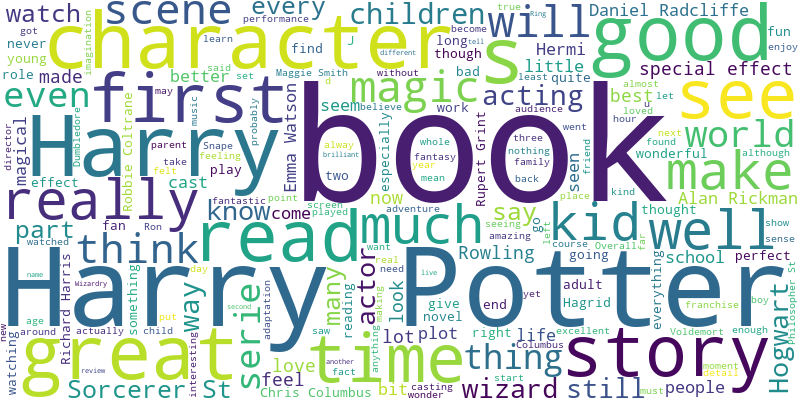 watch
scene
every
children
will
Daniel Radcliffe
fun
got
never
young
role
made
character
performance
become
learn
said
set
find
J
long
though
Hermi
little
bad
quite
true
Ring
tell
different
good
enjoy
imagination
better
Maggie Smith
without
least
almost
special effect
even
first
magic
acting
best
let
see
may
d
seem
believe
work
audience
u
loved
hour
next
director
magical
Dumbledore
Robbie Coltrane
parent
Snape
music
probably
Harry
book
Emma Watson
alway
brilliant
whole
year
fantasy
mean
three
nothing
family
back
went
Rupert Grint
seen
friend
found
wonderful
although
world
effect
take
feeling
felt
cast
play
two
especially
now
kind
make
really
fan
fantastic
point
screen
played
adventure
amazing
seeing
say
go
place
thought
Alan Rickman
part
watched
Ron
know
come
read
much
want
real
need
Rowling
left
course
going
kid
Overall
far
well
show
sense
school
perfect
think
day
name
Wizardry
Harry Potter
many
actor
look
give
novel
reading
end
yet
adult
Hagrid
everything
franchise
boy
Voldemort
enough
Philosopher St
Hogwart
new
age
around
Richard Harris
actually
something
put
child
Way
serie
adaptation
second
making
live
saw
anything
lot
plot
right
life
excellent
watching
great
interesting
love
feel
time
another
fact
thing
Columbus
story
moment
detail
review
Sorcerer St
Chris Columbus
bit
casting
wonder
wizard
start
still
must
people